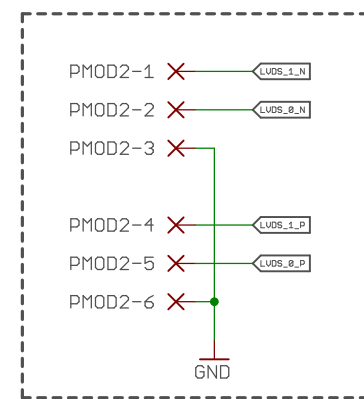 PMOD2-1 LVDS_1_N
PMOD2-2 LVDS_0_N
PMOD2-3
PMOD2-4 LVDS_1_P
PMOD2-5 LVDS_0_P
PMOD2-6
GND